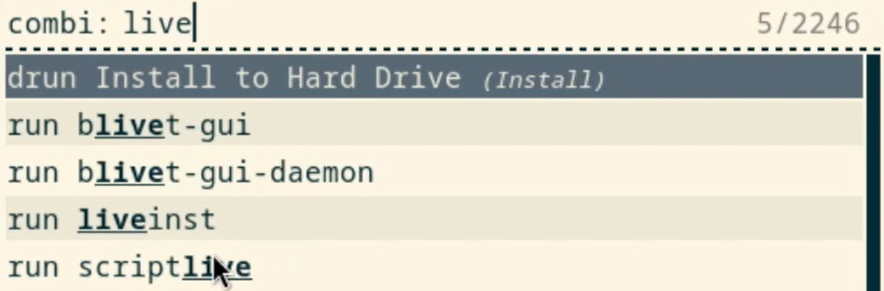 combi: live 5/2246
drun Install to Hard Drive (Install)
run blivet-gui
run blivet-gui-daemon
run liveinst
run scriptlive